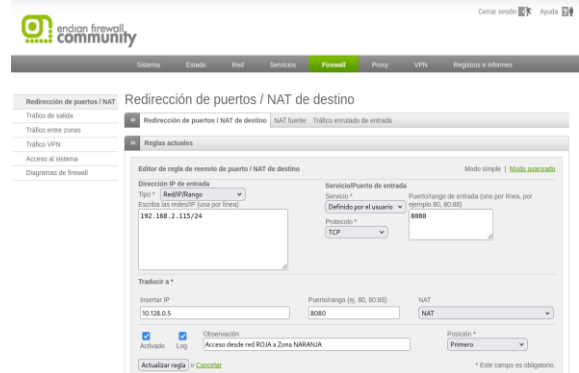 Cerrar sesión Ayuda
endian firewall
community
Sistema Estado Red Servicios Firewall Proxy VPN Registros e informes
Redirección de puertos / NAT
Tráfico de salida
Tráfico entre zonas
Tráfico VPN
Acceso al sistema
Diagramas de firewall
Redirección de puertos / NAT de destino
» Redirección de puertos / NAT de destino NAT fuente Tráfico enrutado de entrada
» Reglas actuales
Editor de regla de reenvío de puerto / NAT de destino Modo simple | Modo avanzado
Dirección IP de entrada
Tipo * Red/IP/Rango
Escriba las redes/IP (una por línea)
192.168.2.115/24
Servicio/Puerto de entrada
Servicio *
Definido por el usuario
Protocolo *
TCP
Puerto/rango de entrada (uno por línea, por
ejemplo 80, 80:88)
8080
Traducir a *
Insertar IP Puerto/rango (ej. 80, 80:88) NAT
10.128.0.5 8080 NAT
Activado Log
Observación
Acceso desde red ROJA a Zona NARANJA
Posición *
Primero
Actualizar regla o Cancelar * Este campo es obligatorio.